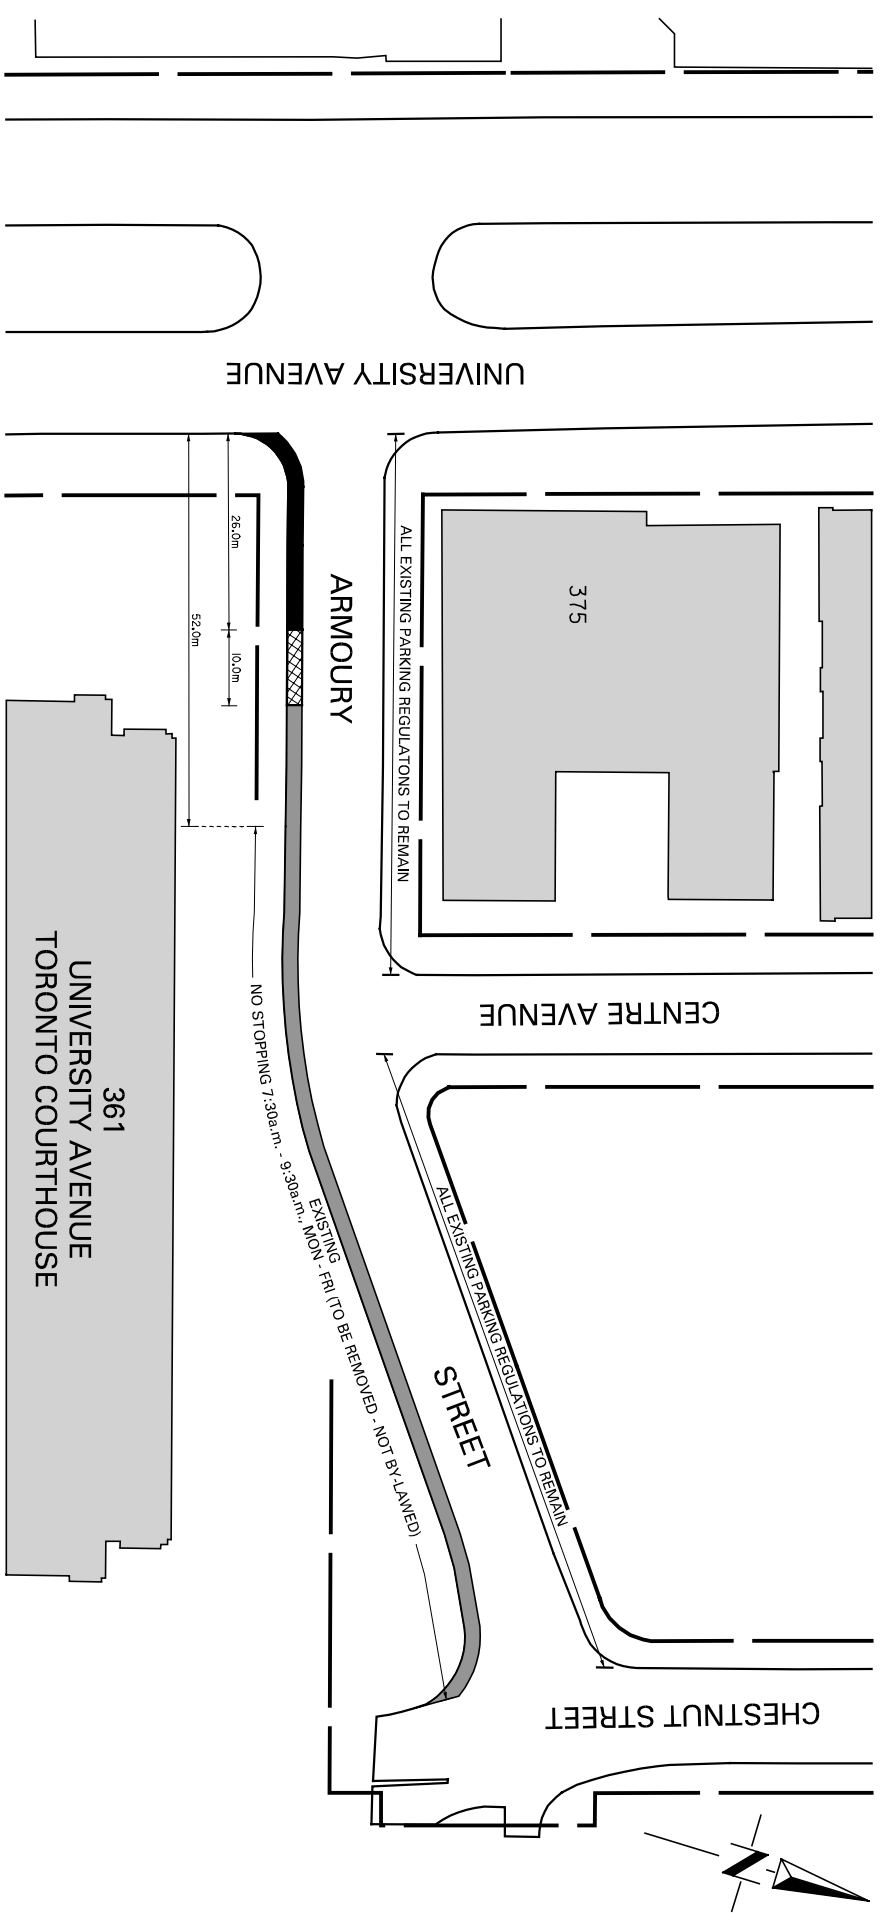 UNIVERSITY AVENUE
26.0m
10.0m
52.0m
ARMOURY
ALL EXISTING PARKING REGULATONS TO REMAIN
375
CENTRE AVENUE
361
UNIVERSITY AVENUE
TORONTO COURTHOUSE
EXISTING
NO STOPPING 7:30a.m. - 9:30a.m., MON - FRI (TO BE REMOVED - NOT BY-LAWED)
STREET
ALL EXISTING PARKING REGULATIONS TO REMAIN
CHESTNUT STREET
N